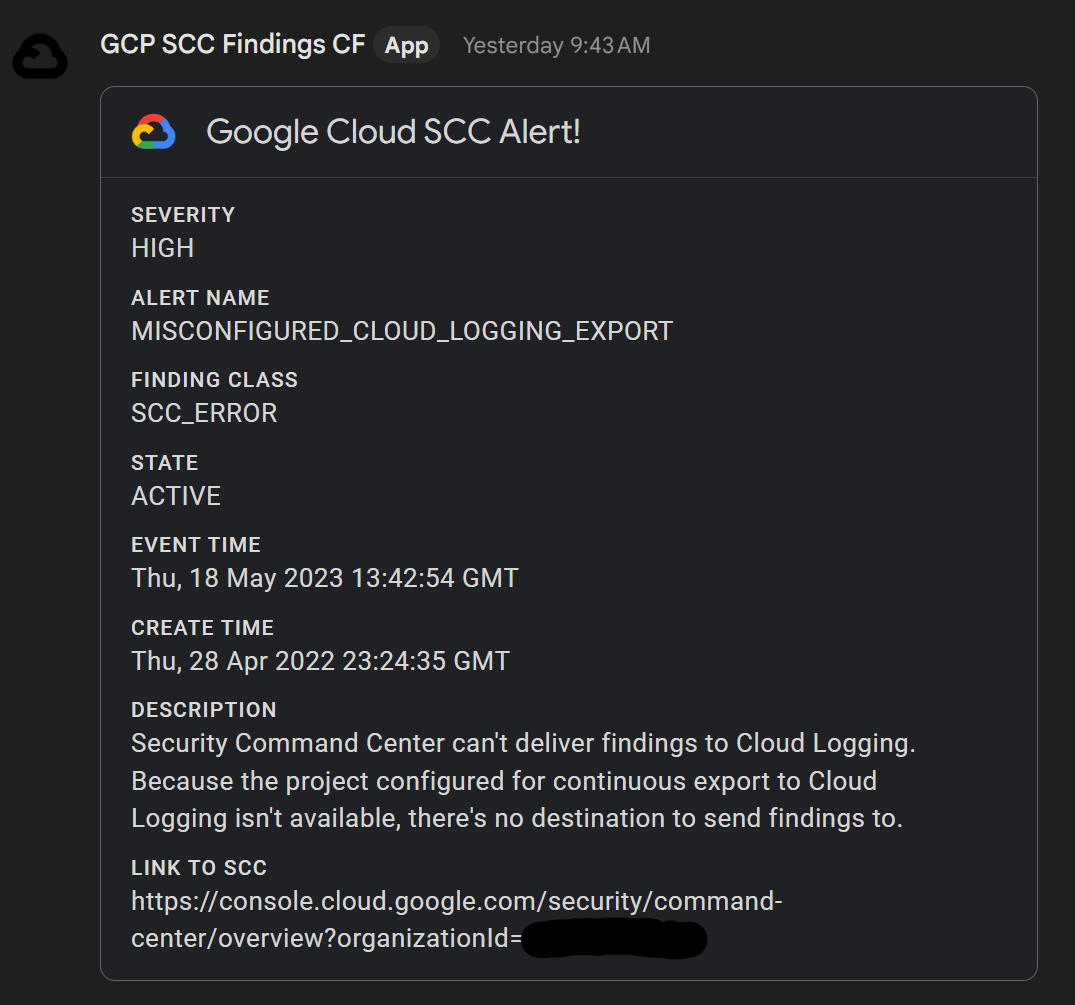 GCP SCC Findings CF App Yesterday 9:43 AM
Google Cloud SCC Alert!
SEVERITY
HIGH
ALERT NAME
MISCONFIGURED_CLOUD_LOGGING_EXPORT
FINDING CLASS
SCC_ERROR
STATE
ACTIVE
EVENT TIME
Thu, 18 May 2023 13:42:54 GMT
CREATE TIME
Thu, 28 Apr 2022 23:24:35 GMT
DESCRIPTION
Security Command Center can't deliver findings to Cloud Logging.
Because the project configured for continuous export to Cloud
Logging isn't available, there's no destination to send findings to.
LINK TO SCC
https://console.cloud.google.com/security/command-
center/overview?organizationId=